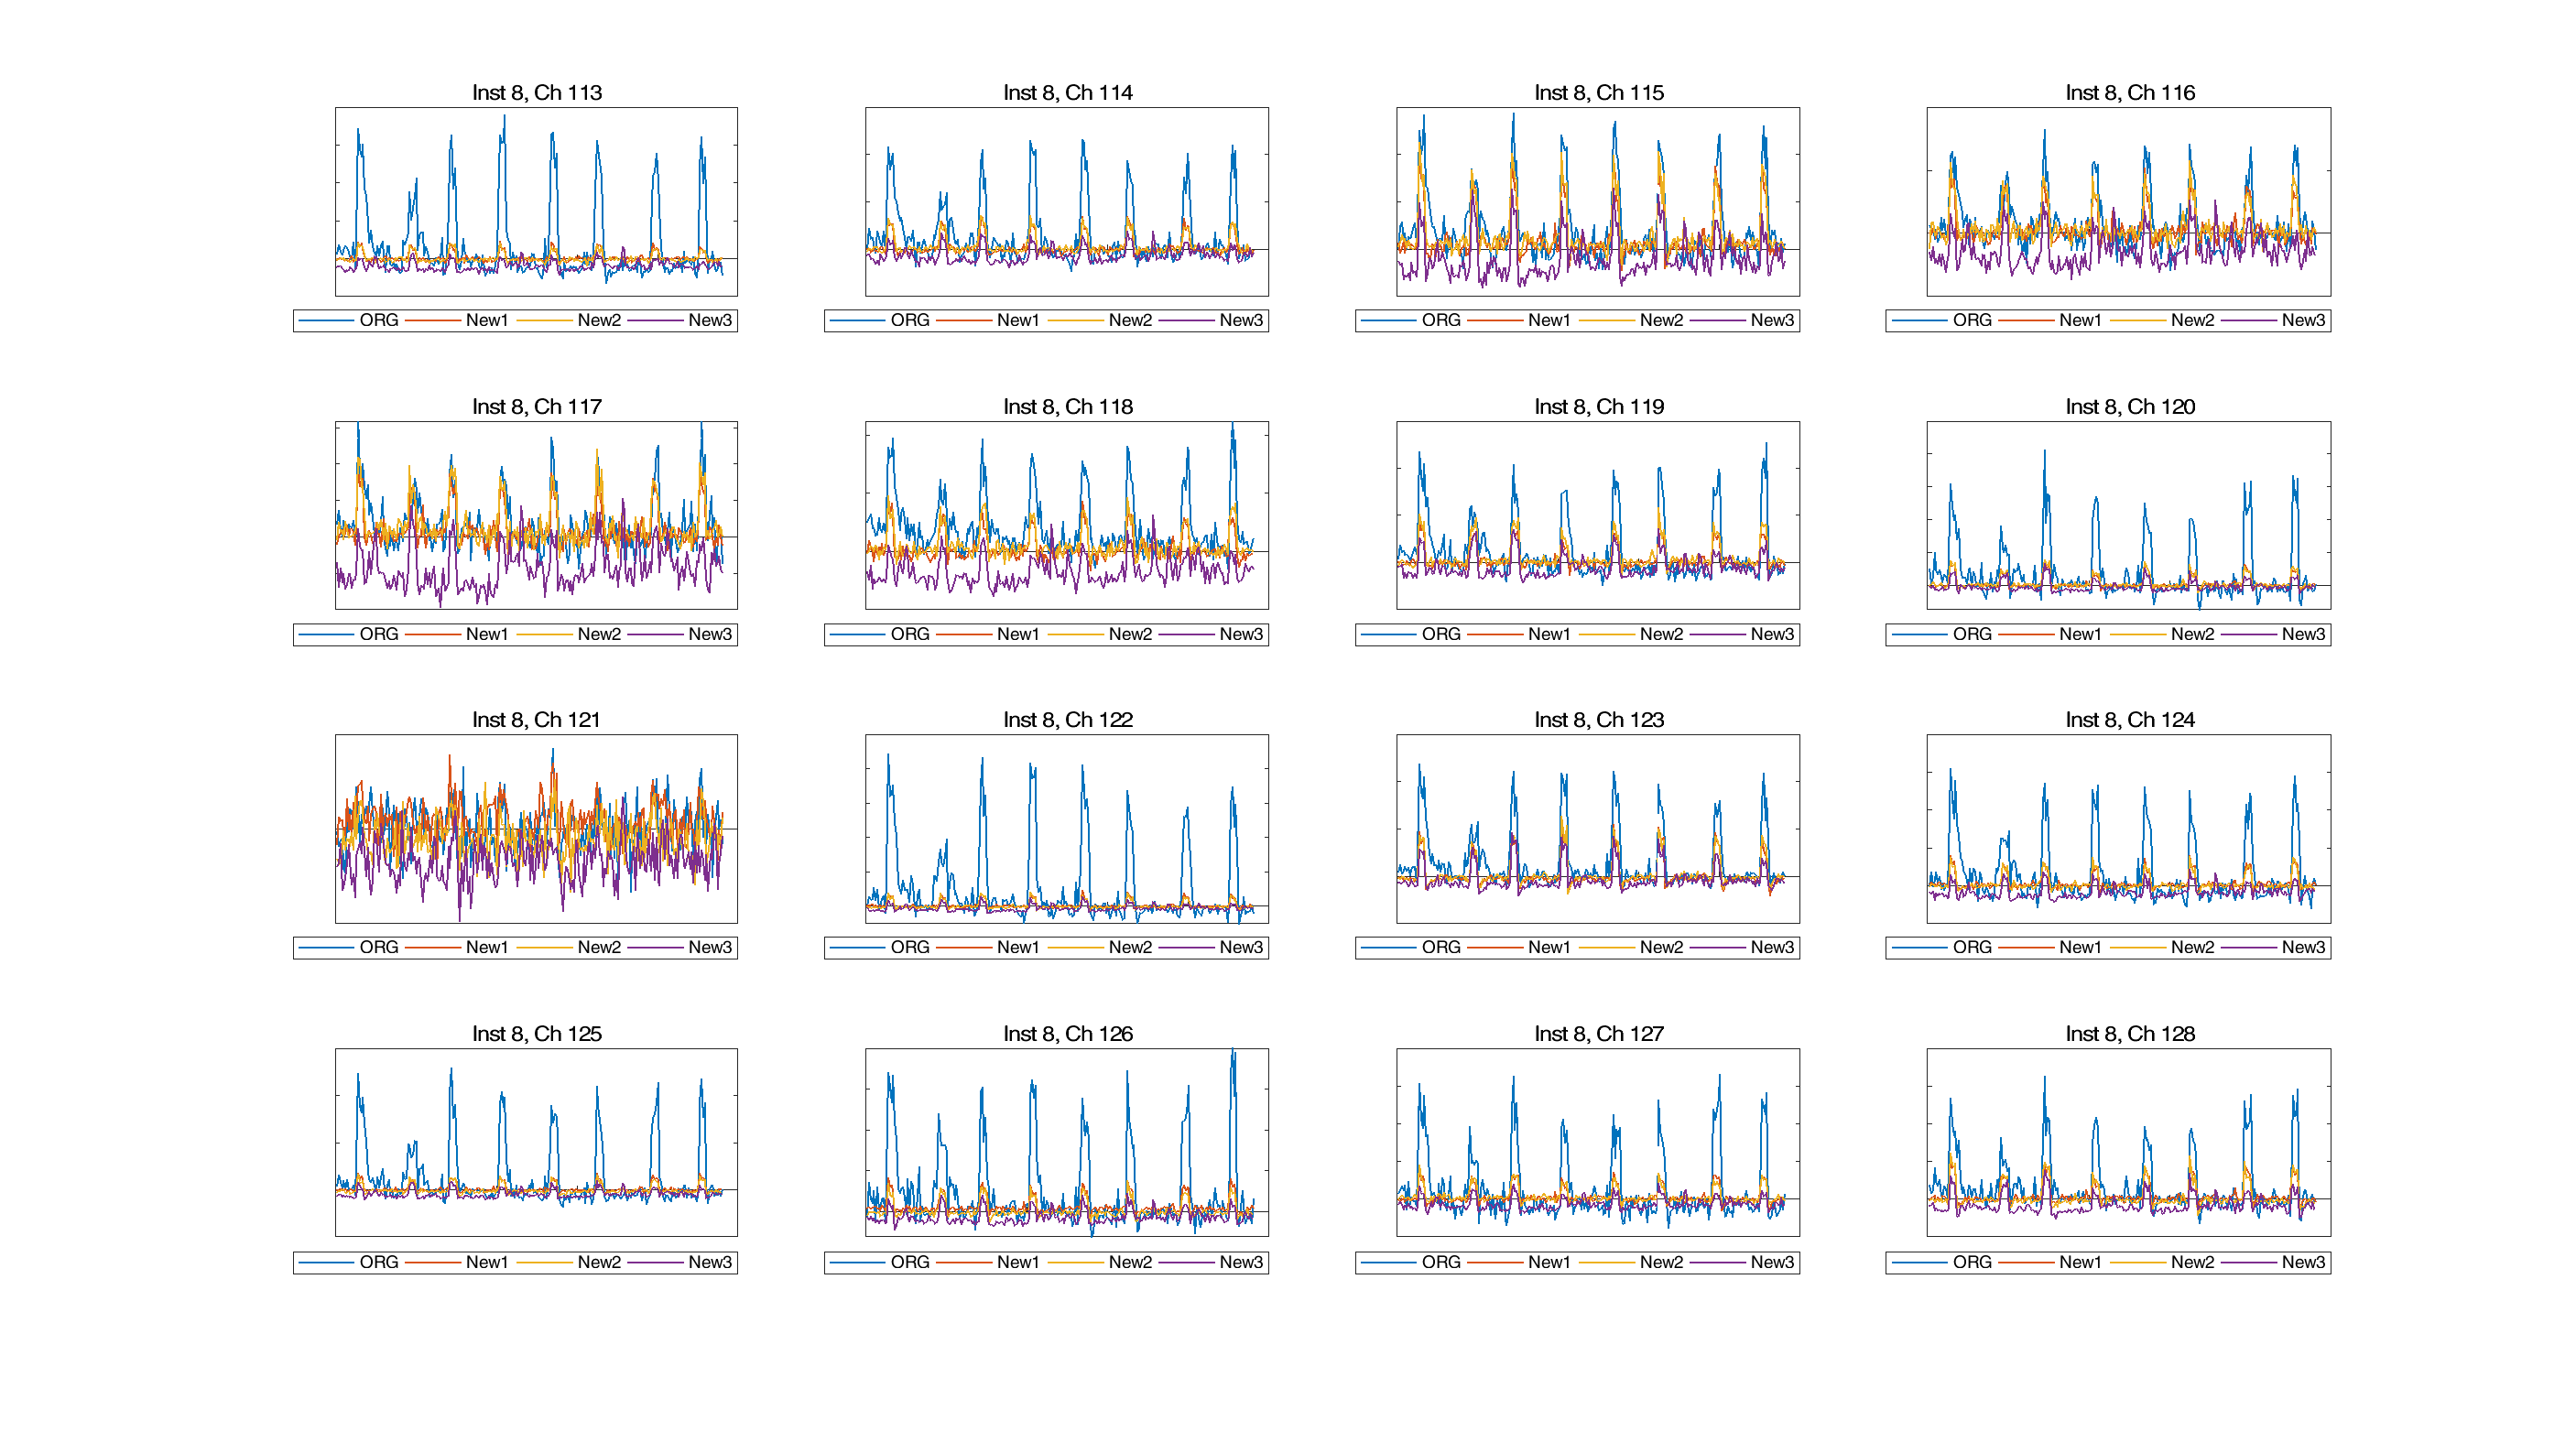 Inst 8, Ch 113
ORG New1 New2 New3
Inst 8, Ch 114
ORG New1 New2 New3
Inst 8, Ch 115
ORG New1 New2 New3
Inst 8, Ch 116
ORG New1 New2 New3
Inst 8, Ch 117
ORG New1 New2 New3
Inst 8, Ch 118
ORG New1 New2 New3
Inst 8, Ch 119
ORG New1 New2 New3
Inst 8, Ch 120
ORG New1 New2 New3
Inst 8, Ch 121
ORG New1 New2 New3
Inst 8, Ch 122
ORG New1 New2 New3
Inst 8, Ch 123
ORG New1 New2 New3
Inst 8, Ch 124
ORG New1 New2 New3
Inst 8, Ch 125
ORG New1 New2 New3
Inst 8, Ch 126
ORG New1 New2 New3
Inst 8, Ch 127
ORG New1 New2 New3
Inst 8, Ch 128
ORG New1 New2 New3